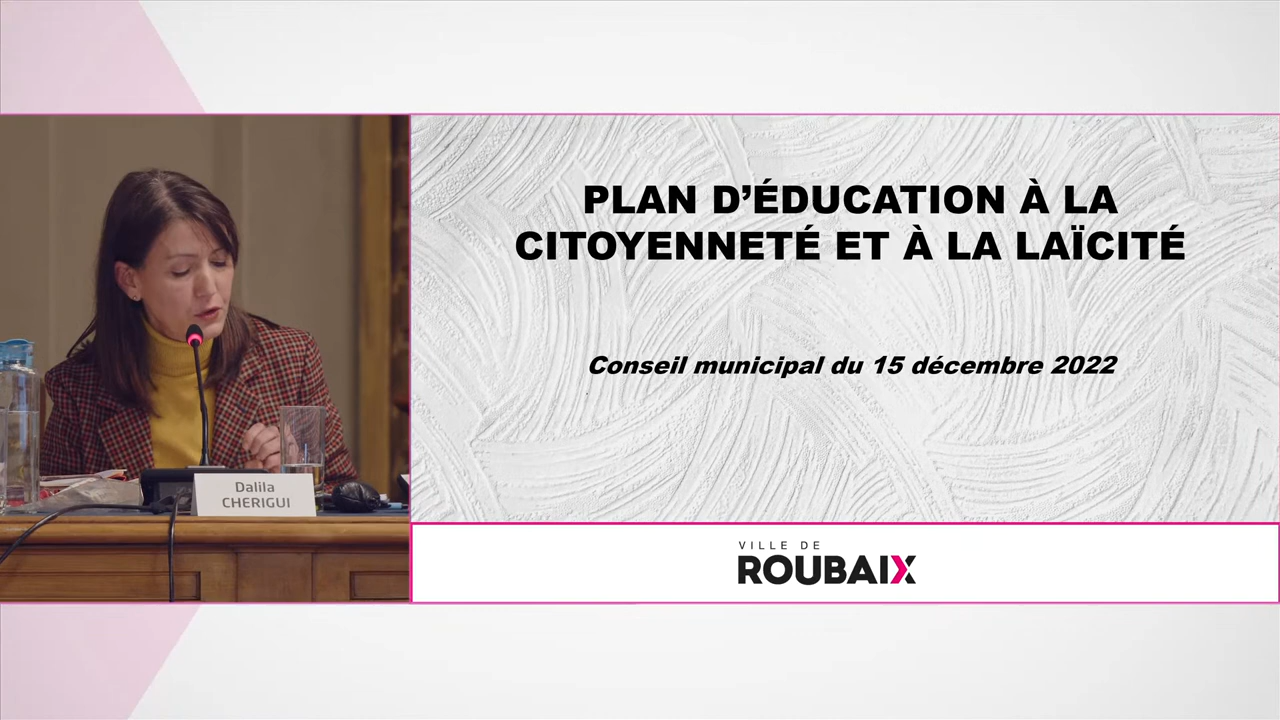 PLAN D’ÉDUCATION À LA
CITOYENNETÉ ET À LA LAÏCITÉ
Conseil municipal du 15 décembre 2022
Dalila
CHERIGUI
VILLE DE
ROUBAIX